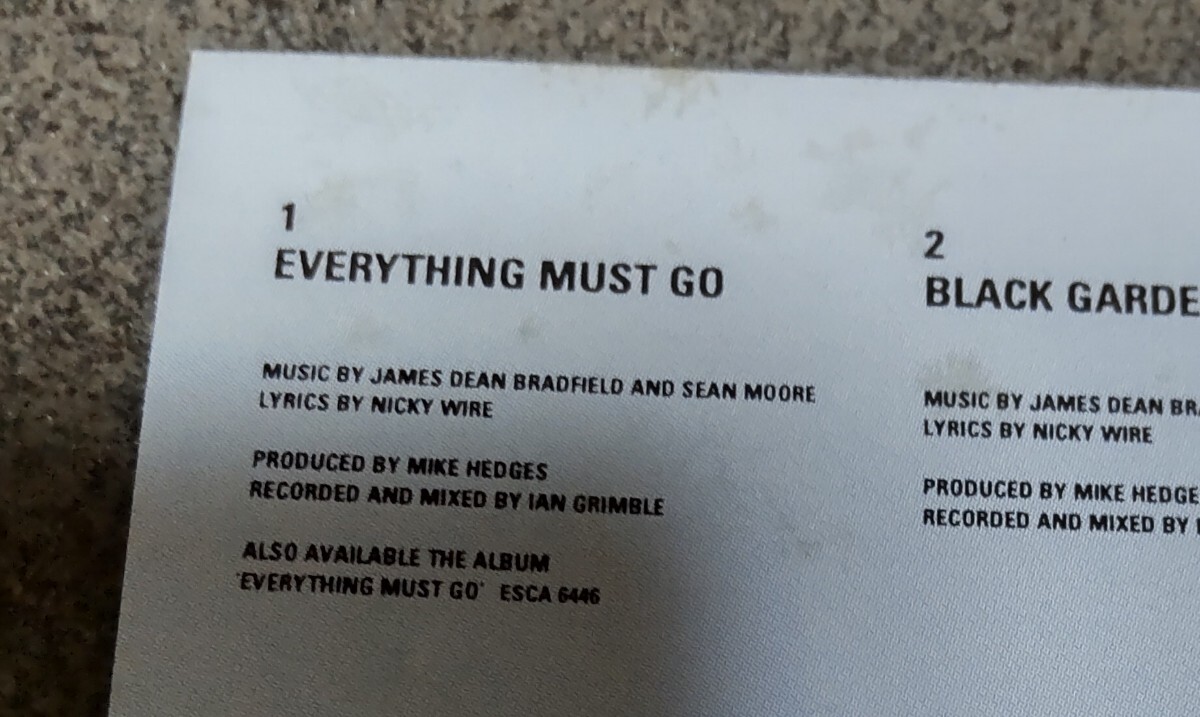 1
EVERYTHING MUST GO
MUSIC BY JAMES DEAN BRADFIELD AND SEAN MOORE
LYRICS BY NICKY WIRE
PRODUCED BY MIKE HEDGES
RECORDED AND MIXED BY IAN GRIMBLE
ALSO AVAILABLE THE ALBUM
'EVERYTHING MUST GO' ESCA 6446
2
BLACK GARDE
MUSIC BY JAMES DEAN BR
LYRICS BY NICKY WIRE
PRODUCED BY MIKE HEDGE
RECORDED AND MIXED BY